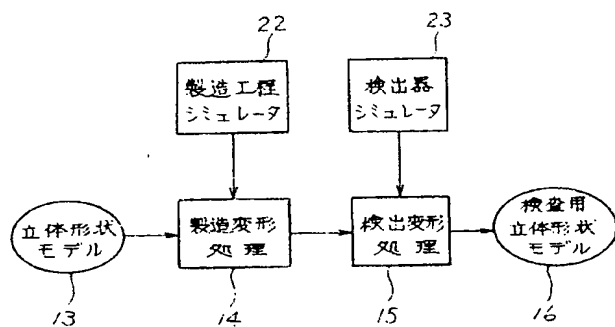 22
23
製造工程
シミュレータ
検出器
シミュレータ
立体形状
モデル
製造変形
処理
検出変形
処理
検査用
立体形状
モデル
13
14
15
16